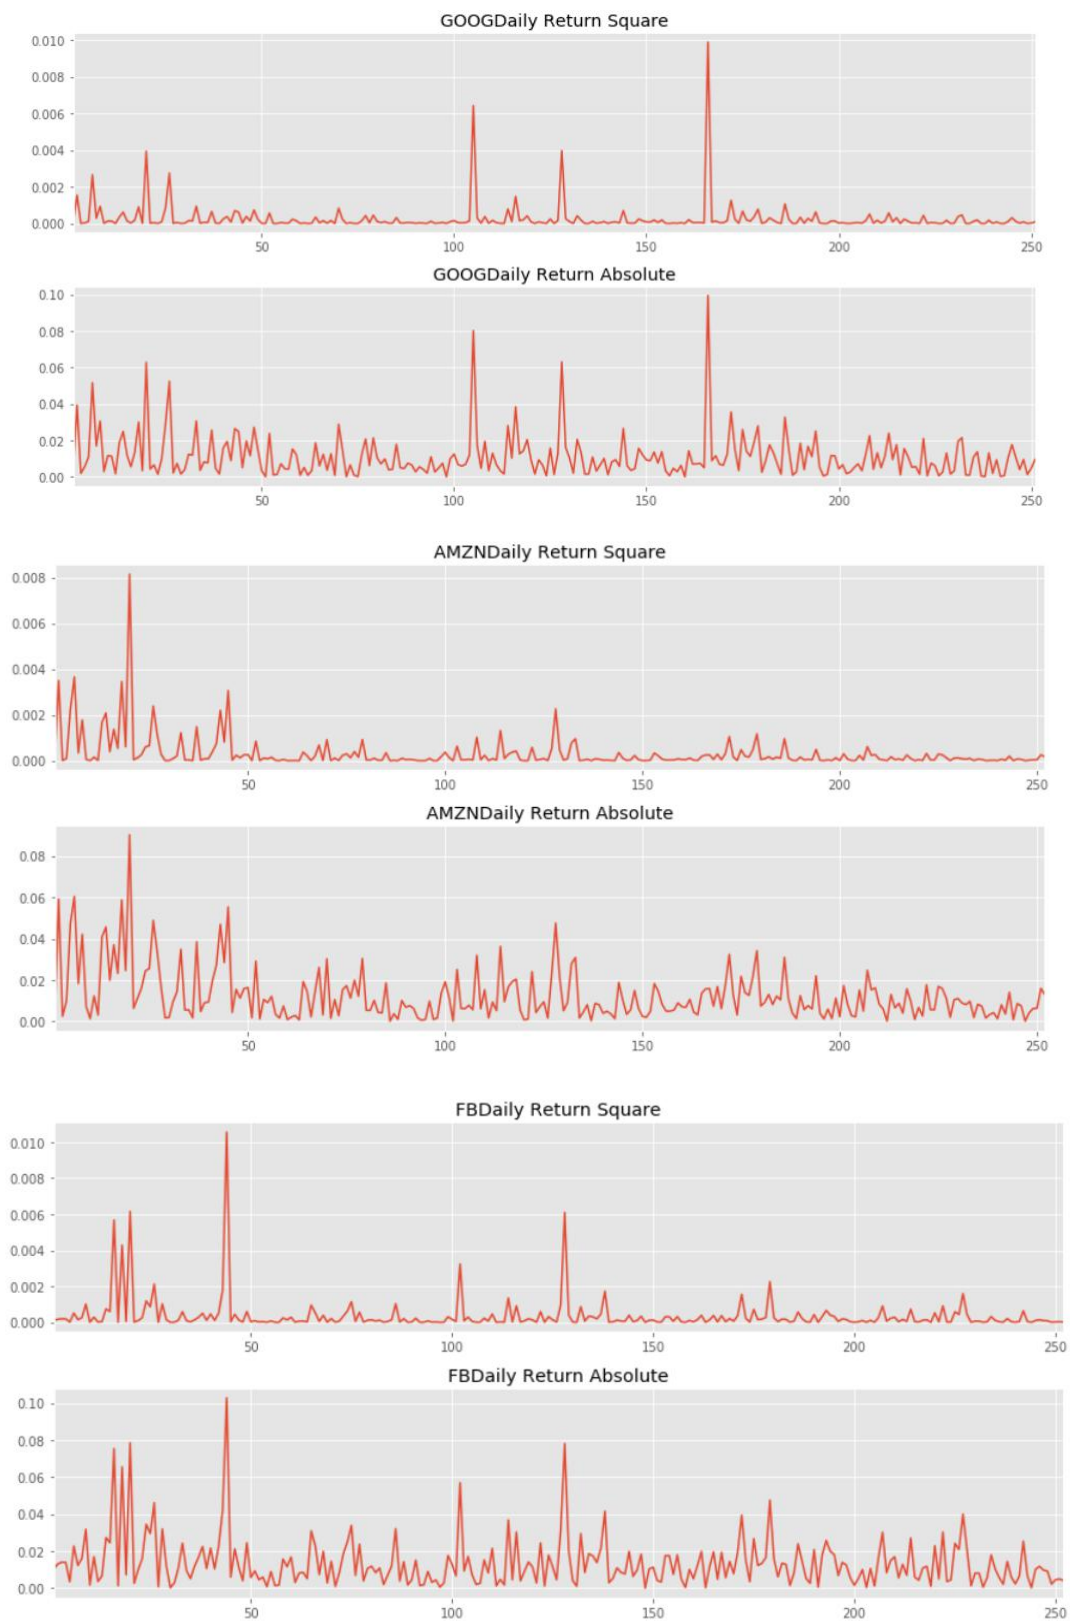 GOOGDaily Return Square
0.010
0.008
0.006
0.004
0.002
0.000
50 100 150 200 250
GOOGDaily Return Absolute
0.10
0.08
0.06
0.04
0.02
0.00
50 100 150 200 250
AMZNDaily Return Square
0.008
0.006
0.004
0.002
0.000
50 100 150 200 250
AMZNDaily Return Absolute
0.08
0.06
0.04
0.02
0.00
50 100 150 200 250
FBDaily Return Square
0.010
0.008
0.006
0.004
0.002
0.000
50 100 150 200 250
FBDaily Return Absolute
0.10
0.08
0.06
0.04
0.02
0.00
50 100 150 200 250